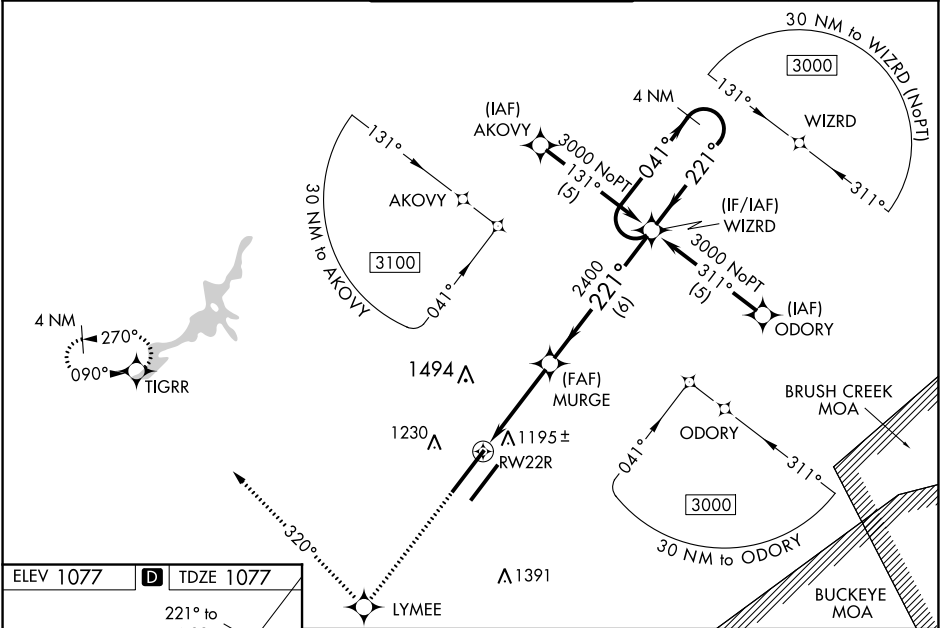 30 NM to WIZRD (NoPT)
3000
131°
WIZRD
311°
4 NM
041°
221°
(IAF)
AKOVY
3000 NoPT
131°
(5)
(IF/IAF)
WIZRD
3000 NoPT
311°
(5)
(IAF)
ODORY
131°
AKOVY
30 NM to AKOVY
3100
041°
2400
221°
(6)
4 NM
270°
090°
TIGRR
1494
(FAF)
MURGE
1230
1195±
RW22R
BRUSH CREEK
MOA
ODORY
041°
311°
3000
30 NM to ODORY
320°
1391
LYMEE
BUCKEYE
MOA
ELEV 1077
D
TDZE 1077
221° to